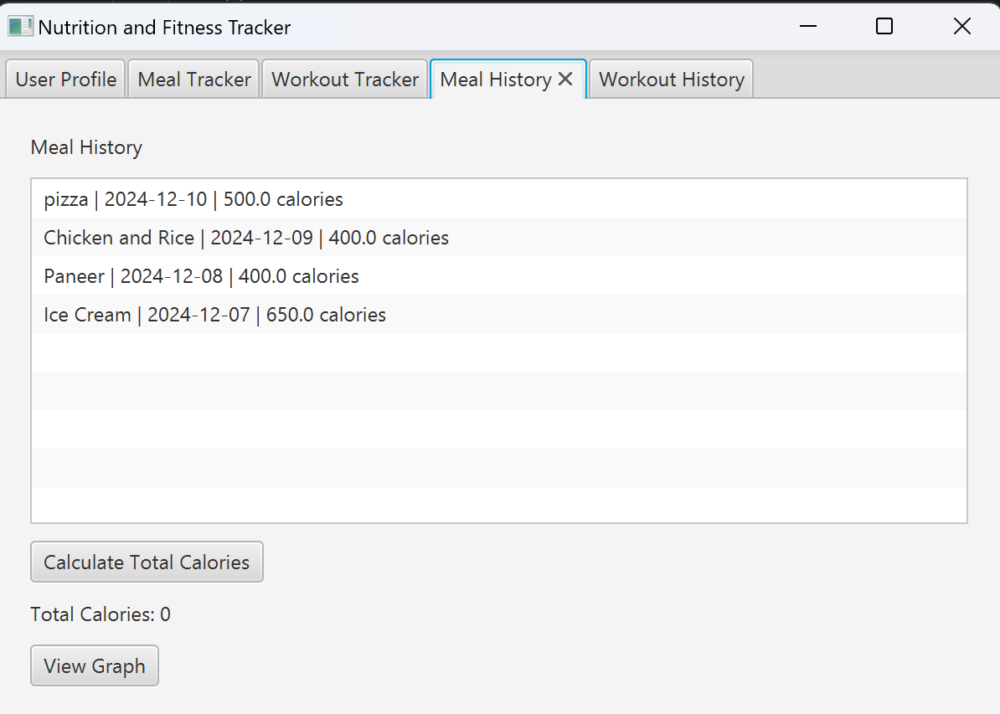 Nutrition and Fitness Tracker
User Profile Meal Tracker Workout Tracker Meal History Workout History
Meal History
pizza | 2024-12-10 | 500.0 calories
Chicken and Rice | 2024-12-09 | 400.0 calories
Paneer | 2024-12-08 | 400.0 calories
Ice Cream | 2024-12-07 | 650.0 calories
Calculate Total Calories
Total Calories: 0
View Graph